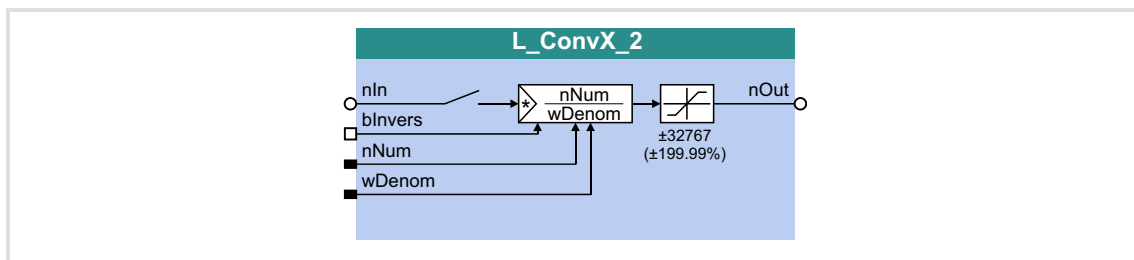 L_ConvX_2
nIn
nOut
*
nNum
wDenom
bInvers
±32767
(±199.99%)
nNum
wDenom